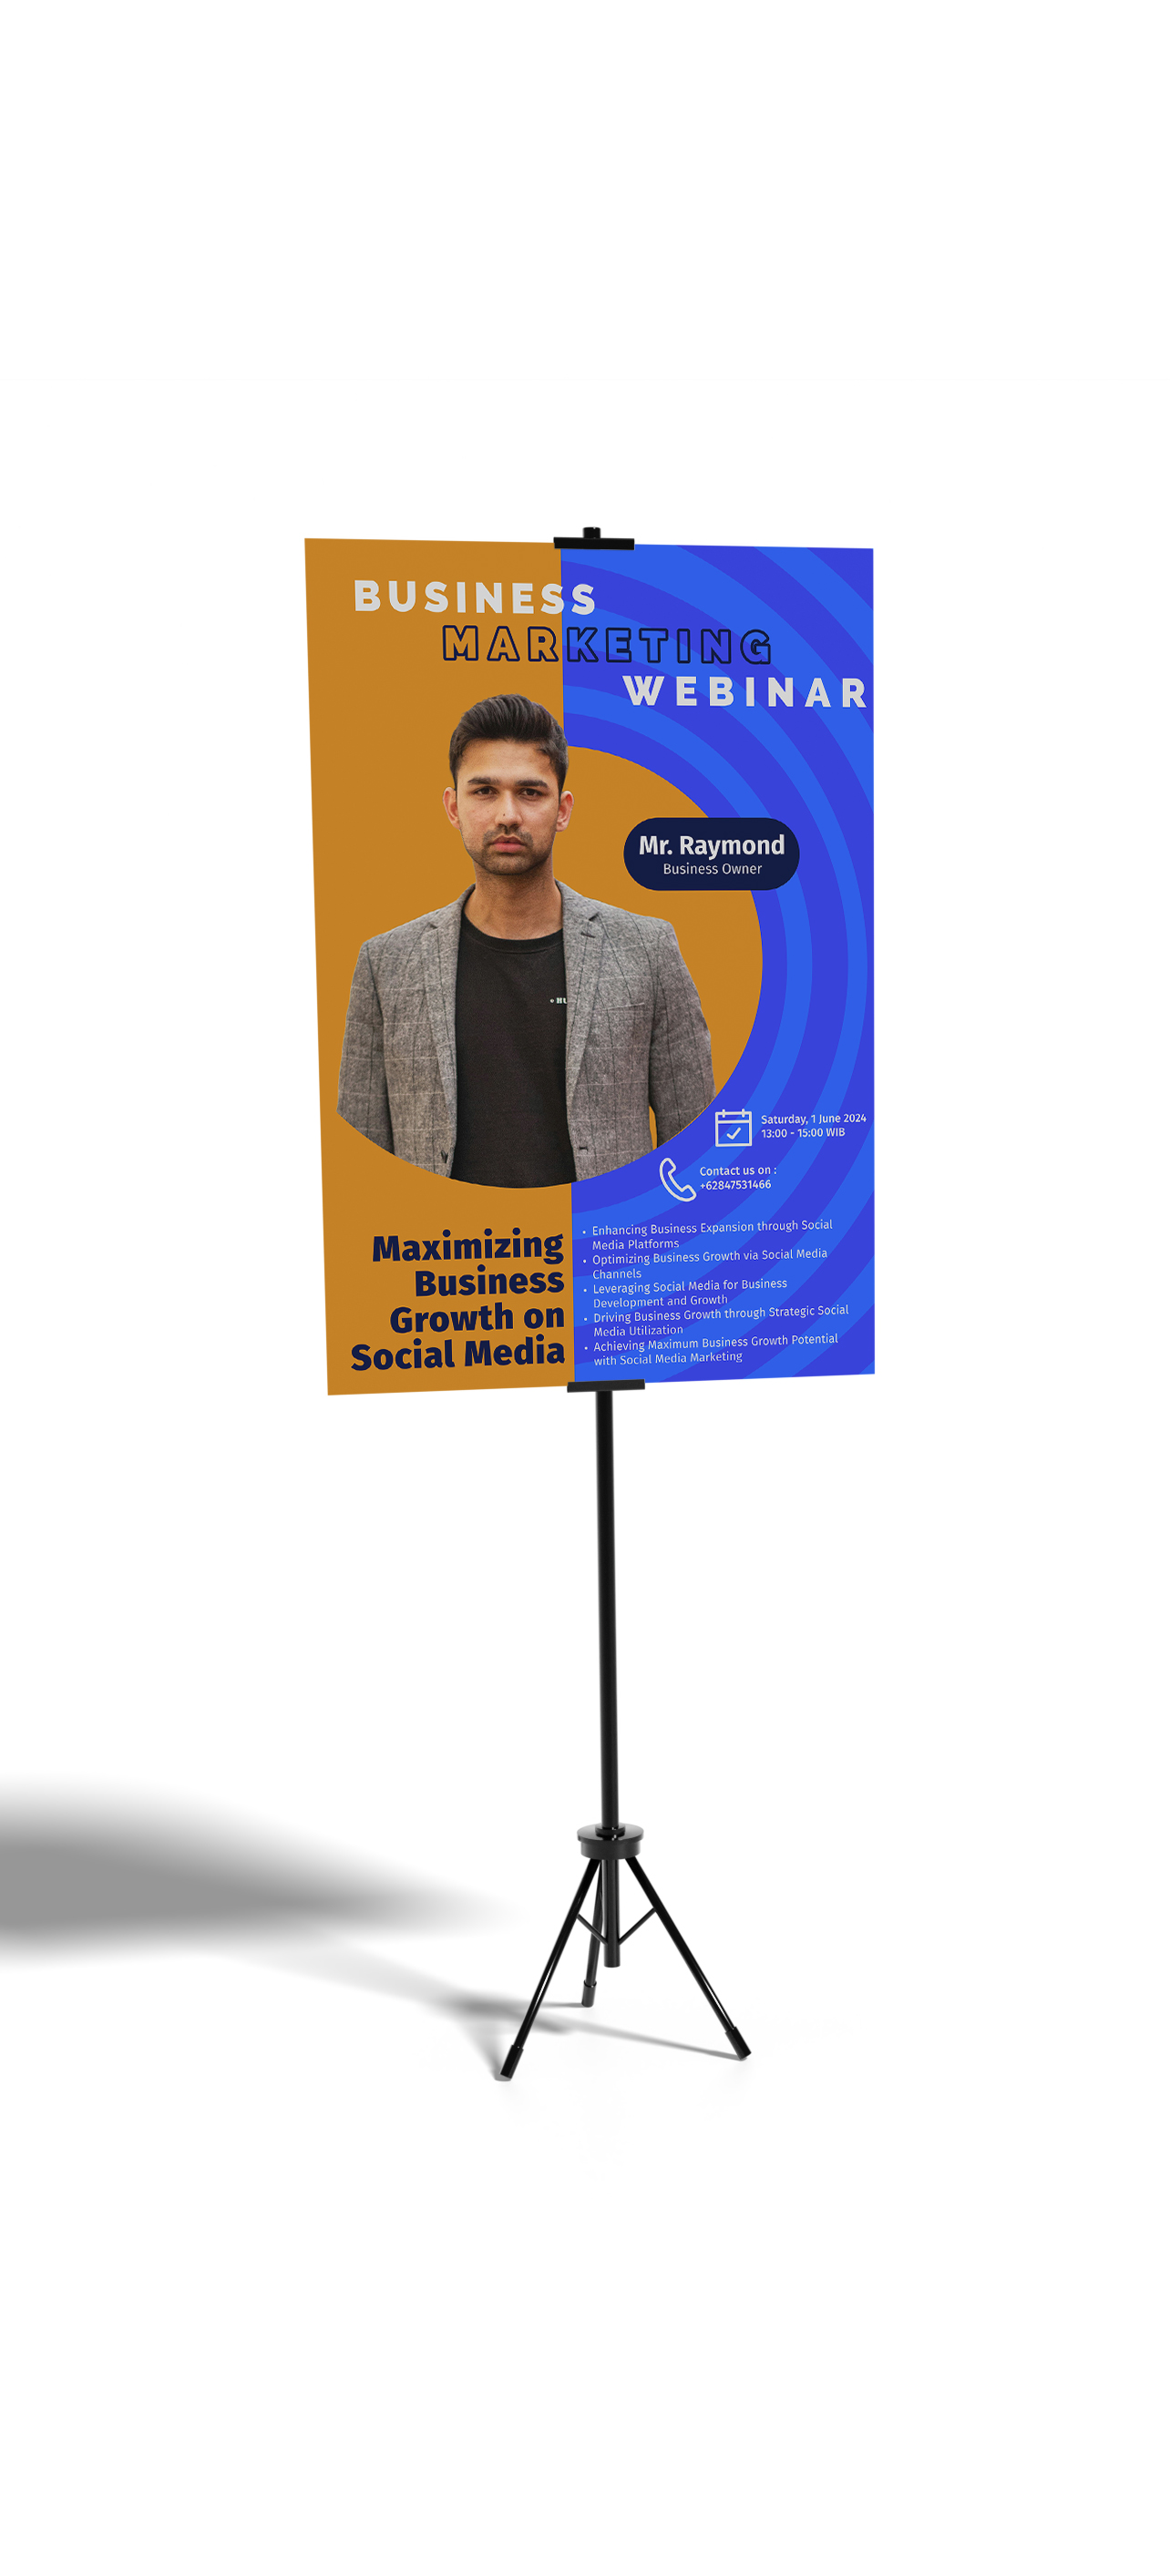 BUSINESS
MARKETING
WEBINAR
Mr. Raymond
Business Owner
HU
Saturday, 1 June 2024
13:00 - 15:00 WIB
Contact us on :
+62847531466
Maximizing
Business
Growth on
Social Media
• Enhancing Business Expansion through Social
Media Platforms
• Optimizing Business Growth via Social Media
Channels
• Leveraging Social Media for Business
Development and Growth
• Driving Business Growth through Strategic Social
Media Utilization
• Achieving Maximum Business Growth Potential
with Social Media Marketing